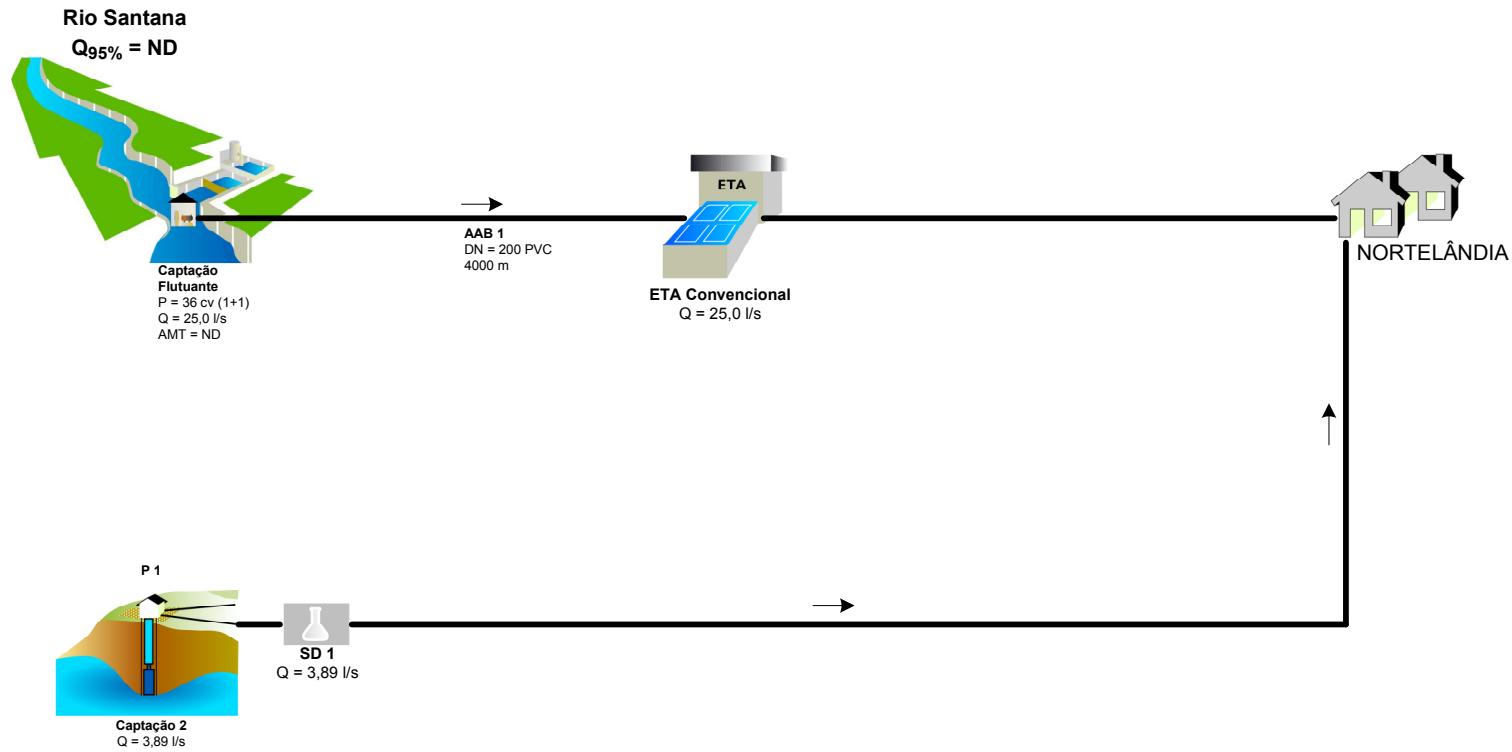 Rio Santana
Q95% = ND
ETA
AAB 1
DN = 200 PVC
4000 m
NORTELÂNDIA
Captação
Flutuante
P = 36 cv (1+1)
Q = 25,0 l/s
AMT = ND
ETA Convencional
Q = 25,0 l/s
P 1
SD 1
Q = 3,89 l/s
Captação 2
Q = 3,89 l/s